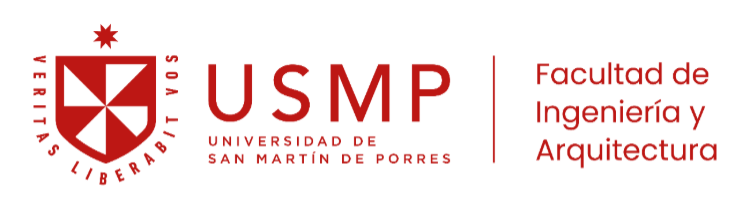 VERITAS LIBERABIT VOS
USMP
UNIVERSIDAD DE
SAN MARTÍN DE PORRES
Facultad de
Ingeniería y
Arquitectura